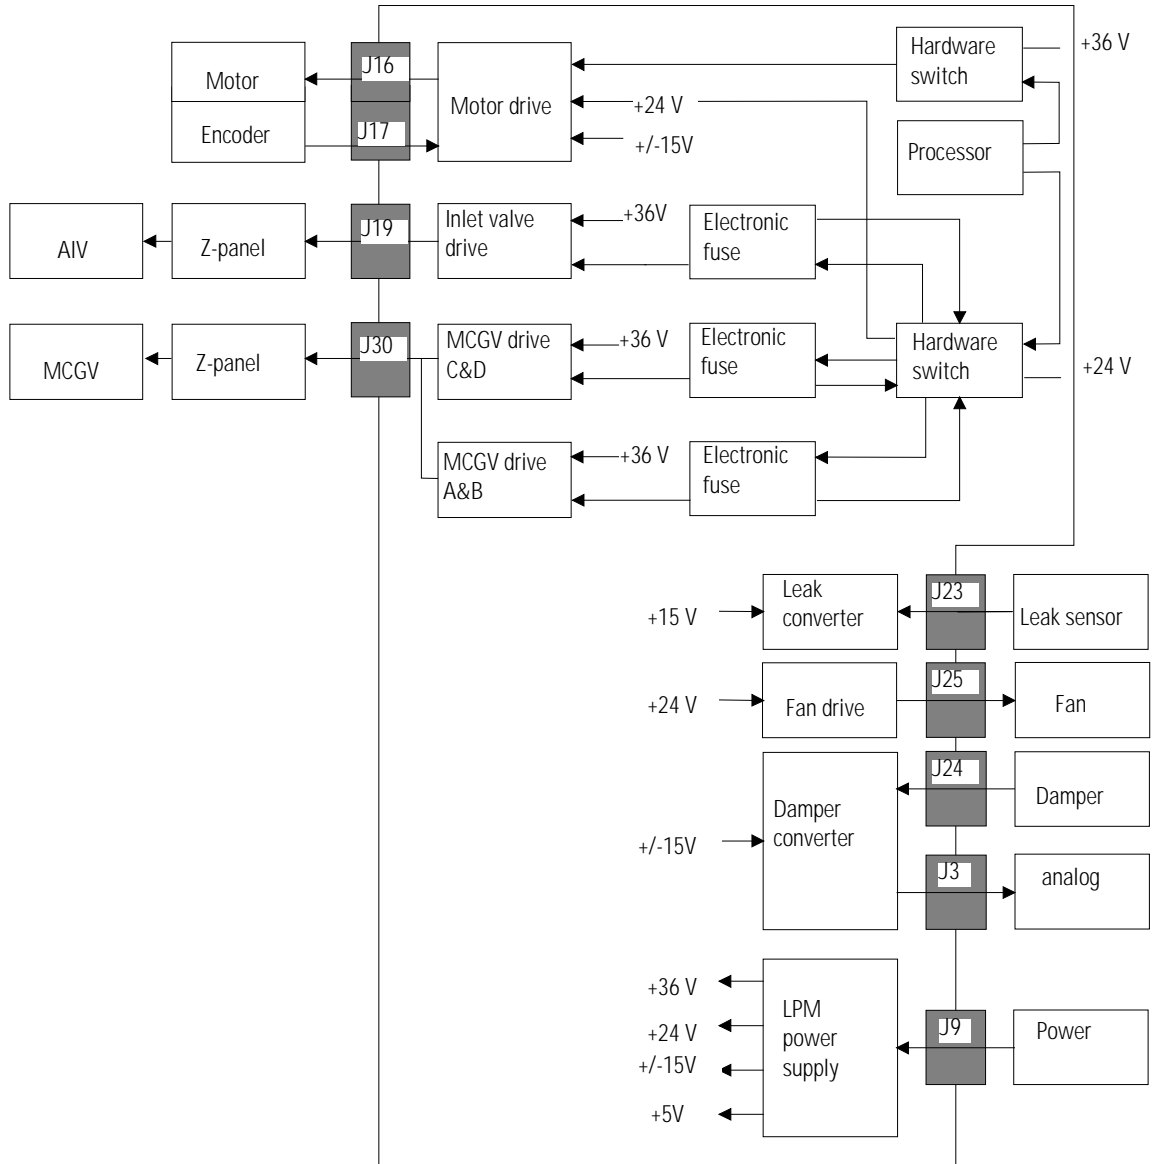 Hardware
switch
+36 V
Motor
J16
Motor drive
+24 V
Encoder
J17
+/-15V
Processor
AIV
Z-panel
J19
Inlet valve
drive
+36V
Electronic
fuse
MCGV
Z-panel
J30
MCGV drive
C&D
+36 V
Electronic
fuse
Hardware
switch
+24 V
MCGV drive
A&B
+36 V
Electronic
fuse
+15 V
Leak
converter
J23
Leak sensor
+24 V
Fan drive
J25
Fan
+/-15V
Damper
converter
J24
Damper
J3
analog
+36 V
+24 V
+/-15V
+5V
LPM
power
supply
J9
Power